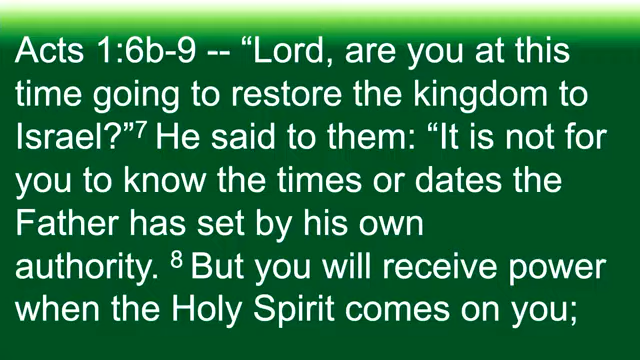 Acts 1:6b-9 -- “Lord, are you at this
time going to restore the kingdom to
Israel?”⁷ He said to them: “It is not for
you to know the times or dates the
Father has set by his own
authority. ⁸ But you will receive power
when the Holy Spirit comes on you;